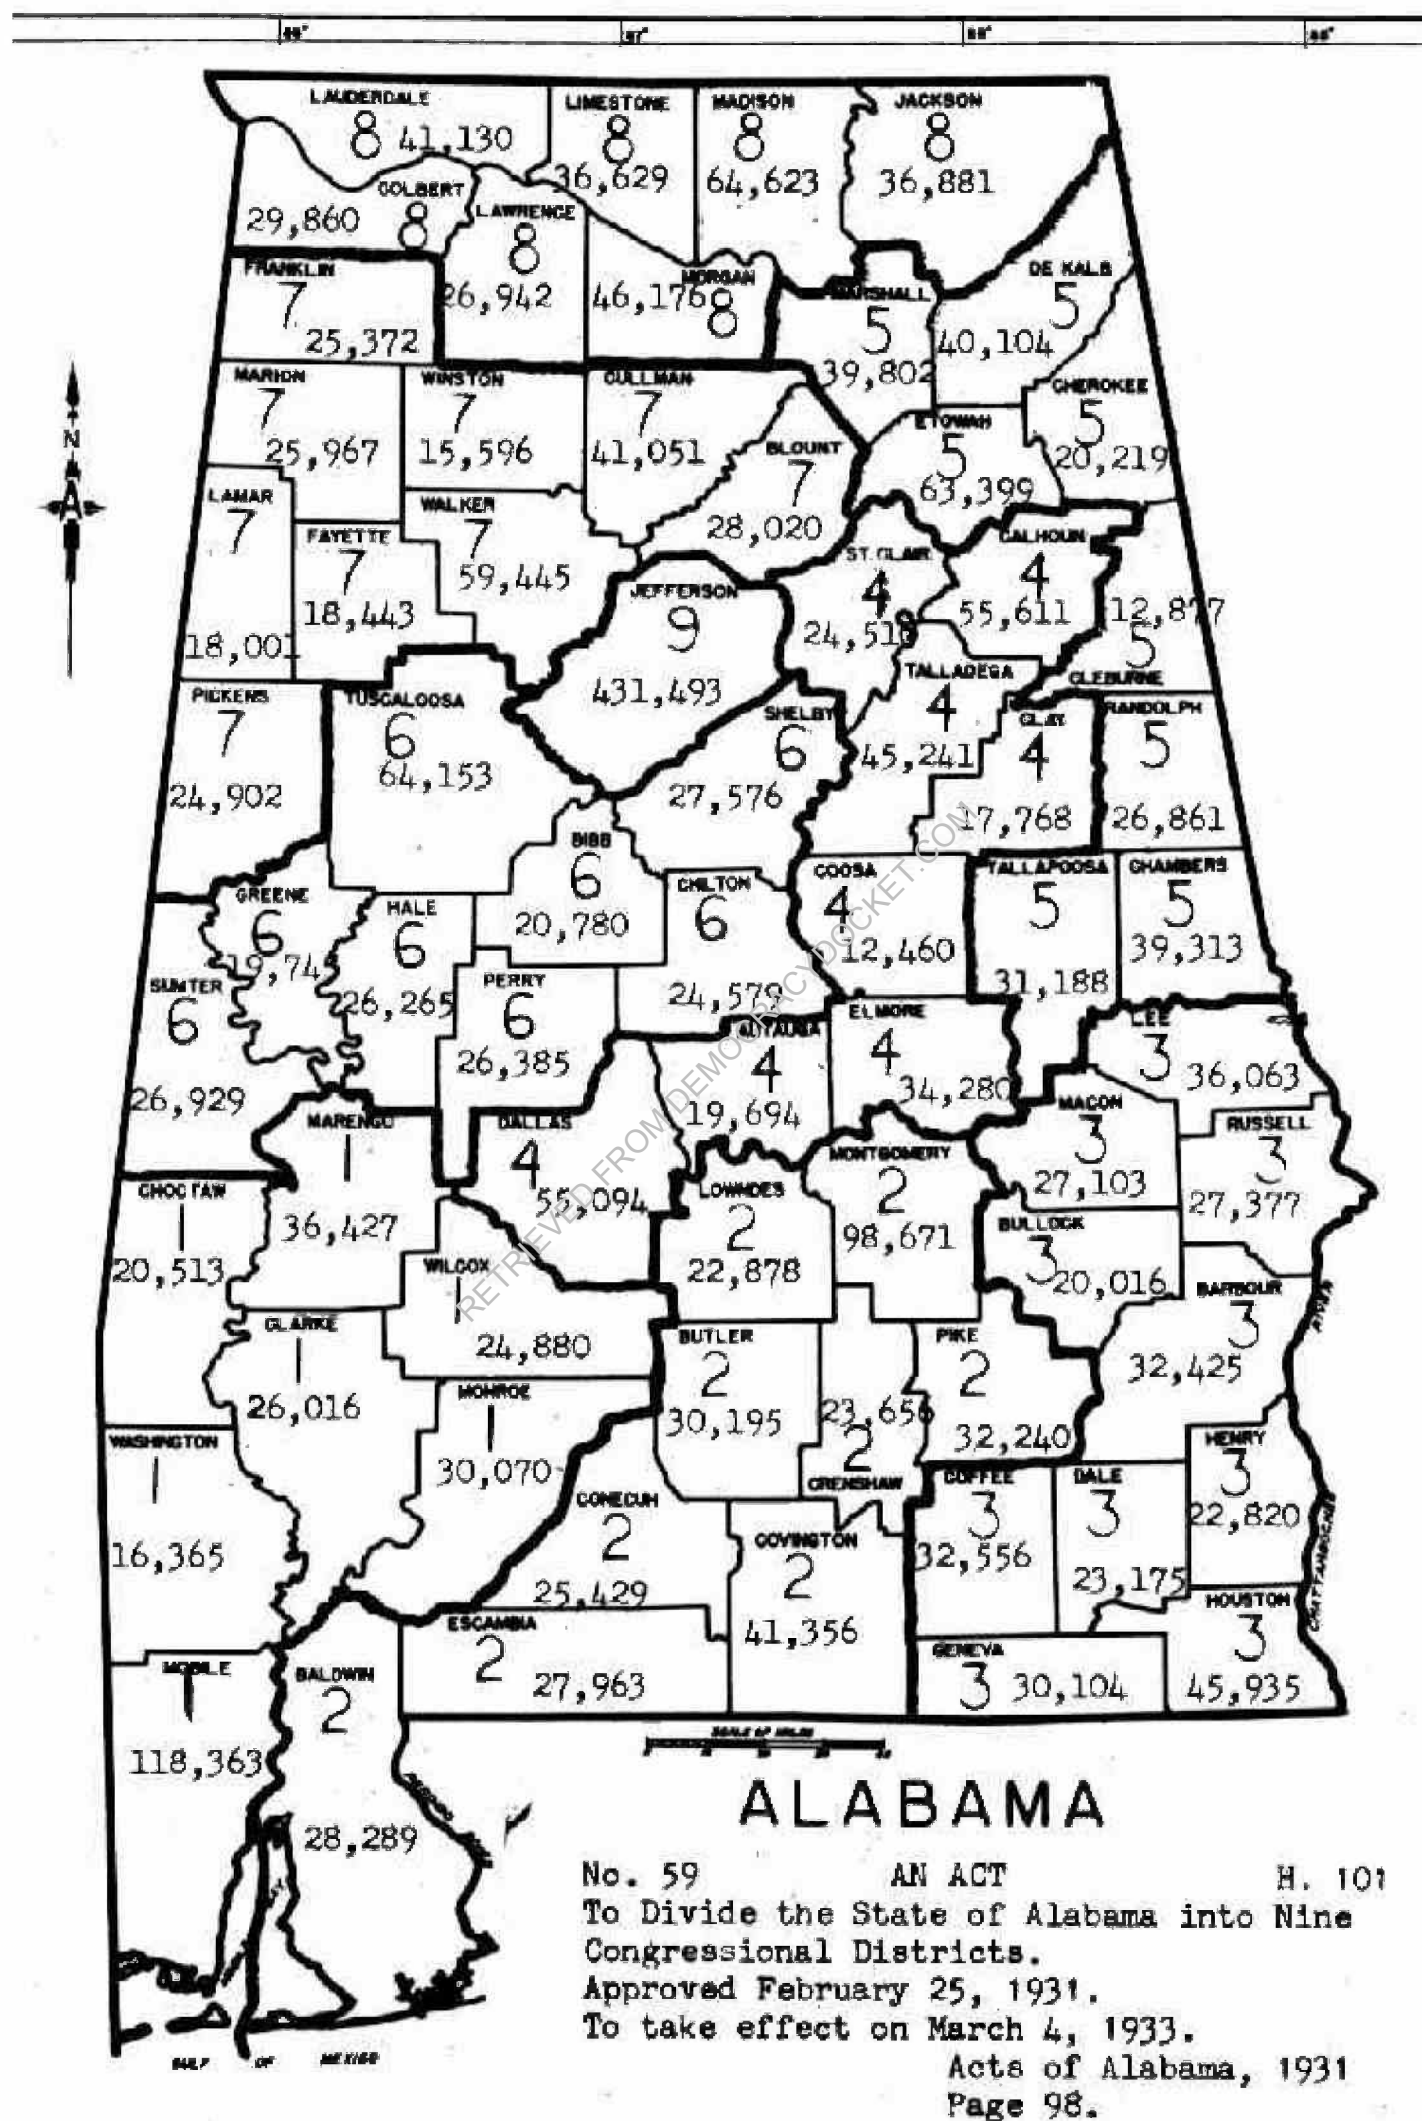 88° 87° 86° 85°
LAUDERDALE
8 41,130
LIMESTONE
8
36,629
MADISON
8
64,623
JACKSON
8
36,881
COLBERT
29,860 8
LAWRENCE
8
26,942
MORGAN
46,176 8
FRANKLIN
7
25,372
MARSHALL
5
39,802
DE KALB
5
40,104
MARION
7
25,967
WINSTON
7
15,596
CULLMAN
7
41,051
BLOUNT
7
28,020
ETOWAH
5
63,399
CHEROKEE
5
20,219
N
A
LAMAR
7
18,001
FAYETTE
7
18,443
WALKER
7
59,445
JEFFERSON
9
431,493
ST. CLAIR
4
CALHOUN
4
55,611
12,877
5
CLEBURNE
PICKENS
7
24,902
TUSCALOOSA
6
64,153
SHELBY
6
27,576
TALLADEGA
4
45,241
CLAY
4
17,768
RANDOLPH
5
26,861
BIBB
6
20,780
CHILTON
6
24,579
COOSA
4
12,460
TALLAPOOSA
5
31,188
CHAMBERS
5
39,313
GREENE
6
HALE
6
26,265
SUMTER
6
26,929
PERRY
6
26,385
AUTAUGA
4
19,694
ELMORE
4
34,280
LEE
3 36,063
MACON
3
27,103
RUSSELL
3
27,377
MARENGO
1
36,427
DALLAS
4
55,094
LOWNDES
2
22,878
MONTGOMERY
2
98,671
BULLOCK
3 20,016
CHOCTAW
1
20,513
WILCOX
1
24,880
BARBOUR
3
32,425
CLARKE
1
26,016
MONROE
1
30,070
BUTLER
2
30,195
23,656
2
CRENSHAW
PIKE
2
32,240
WASHINGTON
1
16,365
CONECUH
2
25,429
COVINGTON
2
41,356
COFFEE
3
32,556
DALE
3
23,175
HENRY
3
22,820
HOUSTON
3
45,935
ESCAMBIA
2 27,963
GENEVA
3 30,104
MOBILE
1
118,363
BALDWIN
2
28,289
RIVER
CHATTAHOOCHEE
SCALE OF MILES
GULF OF MEXICO
RETRIEVED FROM DEMOCRACYDOCKET.COM
ALABAMA
No. 59 AN ACT H. 101
To Divide the State of Alabama into Nine
Congressional Districts.
Approved February 25, 1931.
To take effect on March 4, 1933.
Acts of Alabama, 1931
Page 98.